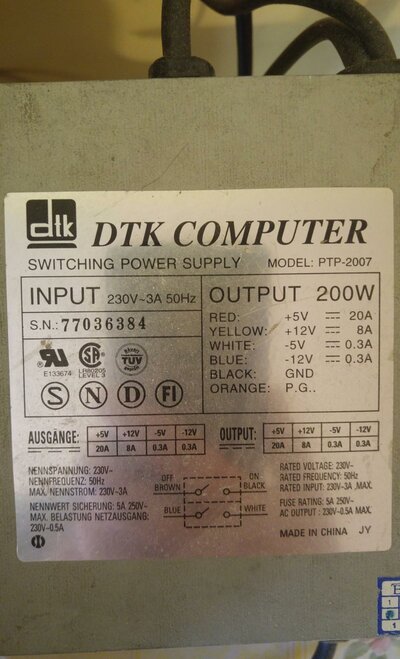 dtk
DTK COMPUTER
SWITCHING POWER SUPPLY MODEL: PTP-2007
INPUT 230V~3A 50Hz
S.N.: 77036384
E133674
LR80205
LEVEL 3
TUV
S N D FI
OUTPUT 200W
RED: +5V 20A
YELLOW: +12V 8A
WHITE: -5V 0.3A
BLUE: -12V 0.3A
BLACK: GND
ORANGE: P.G..
AUSGÄNGE: +5V +12V -5V -12V
20A 8A 0.3A 0.3A
OUTPUT: +5V +12V -5V -12V
20A 8A 0.3A 0.3A
NENNSPANNUNG: 230V~
NENNFREQUENZ: 50Hz
MAX. NENNSTROM: 230V~3A
NENNWERT SICHERUNG: 5A 250V~
MAX. BELASTUNG NETZAUSGANG:
230V~0.5A
OFF ON
BROWN BLACK
BLUE WHITE
RATED VOLTAGE: 230V~
RATED FREQUENCY: 50Hz
RATED INPUT: 230V~3A ,MAX.
FUSE RATING: 5A 250V~
AC OUTPUT : 230V~0.5A MAX.
MADE IN CHINA JY